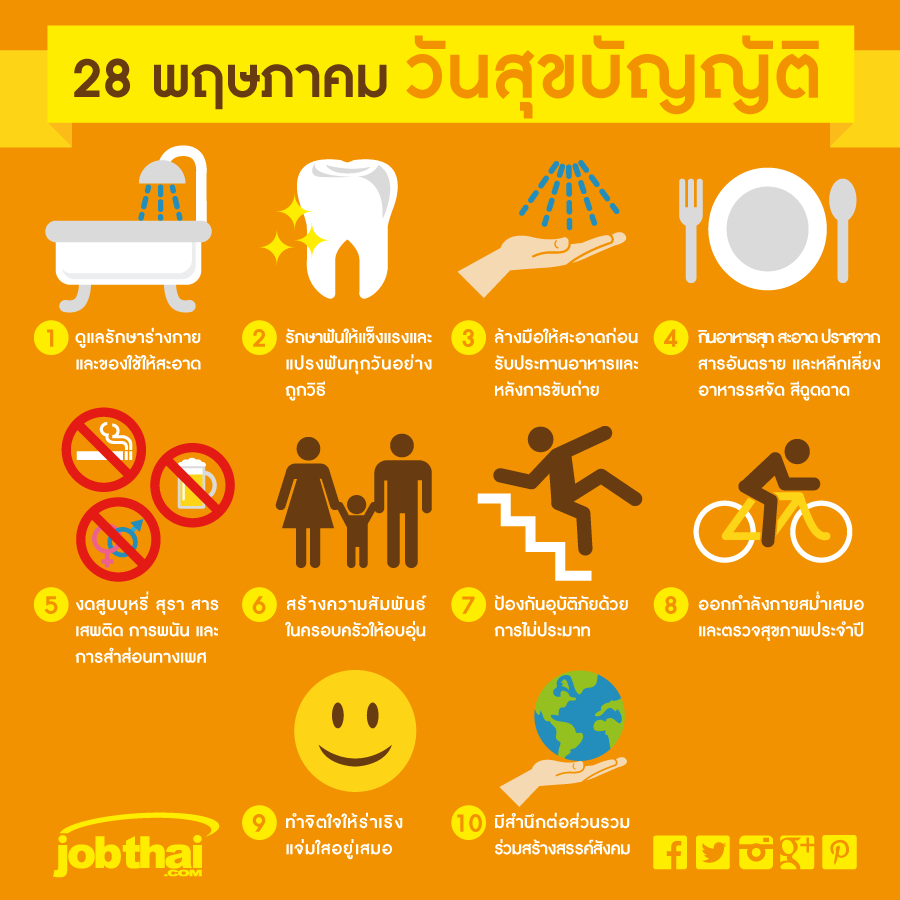 28 พฤษภาคม วันสุขบัญญัติ
1 ดูแลรักษาร่างกาย
และของใช้ให้สะอาด
2 รักษาฟันให้แข็งแรงและ
แปรงฟันทุกวันอย่าง
ถูกวิธี
3 ล้างมือให้สะอาดก่อน
รับประทานอาหารและ
หลังการขับถ่าย
4 กินอาหารสุก สะอาด ปราศจาก
สารอันตราย และหลีกเลี่ยง
อาหารรสจัด สีฉูดฉาด
5 งดสูบบุหรี่ สุรา สาร
เสพติด การพนัน และ
การสำส่อนทางเพศ
6 สร้างความสัมพันธ์
ในครอบครัวให้อบอุ่น
7 ป้องกันอุบัติภัยด้วย
การไม่ประมาท
8 ออกกำลังกายสม่ำเสมอ
และตรวจสุขภาพประจำปี
9 ทำจิตใจให้ร่าเริง
แจ่มใสอยู่เสมอ
10 มีสำนึกต่อส่วนรวม
ร่วมสร้างสรรค์สังคม
jobthai
.COM